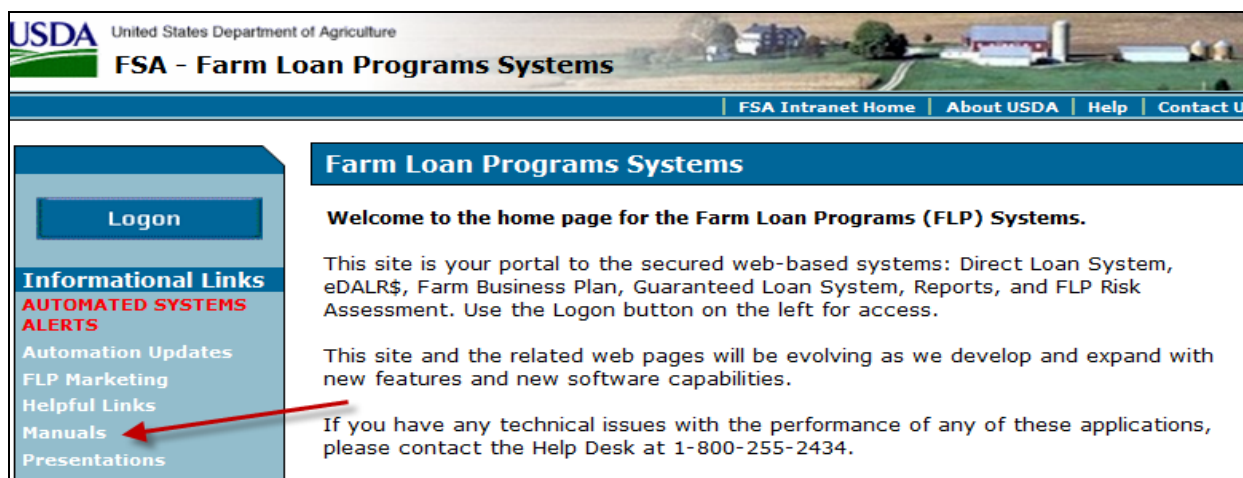 USDA
United States Department of Agriculture
FSA - Farm Loan Programs Systems
FSA Intranet Home | About USDA | Help | Contact U
Logon
Informational Links
AUTOMATED SYSTEMS
ALERTS
Automation Updates
FLP Marketing
Helpful Links
Manuals
Presentations
Farm Loan Programs Systems
Welcome to the home page for the Farm Loan Programs (FLP) Systems.
This site is your portal to the secured web-based systems: Direct Loan System,
eDALR$, Farm Business Plan, Guaranteed Loan System, Reports, and FLP Risk
Assessment. Use the Logon button on the left for access.
This site and the related web pages will be evolving as we develop and expand with
new features and new software capabilities.
If you have any technical issues with the performance of any of these applications,
please contact the Help Desk at 1-800-255-2434.